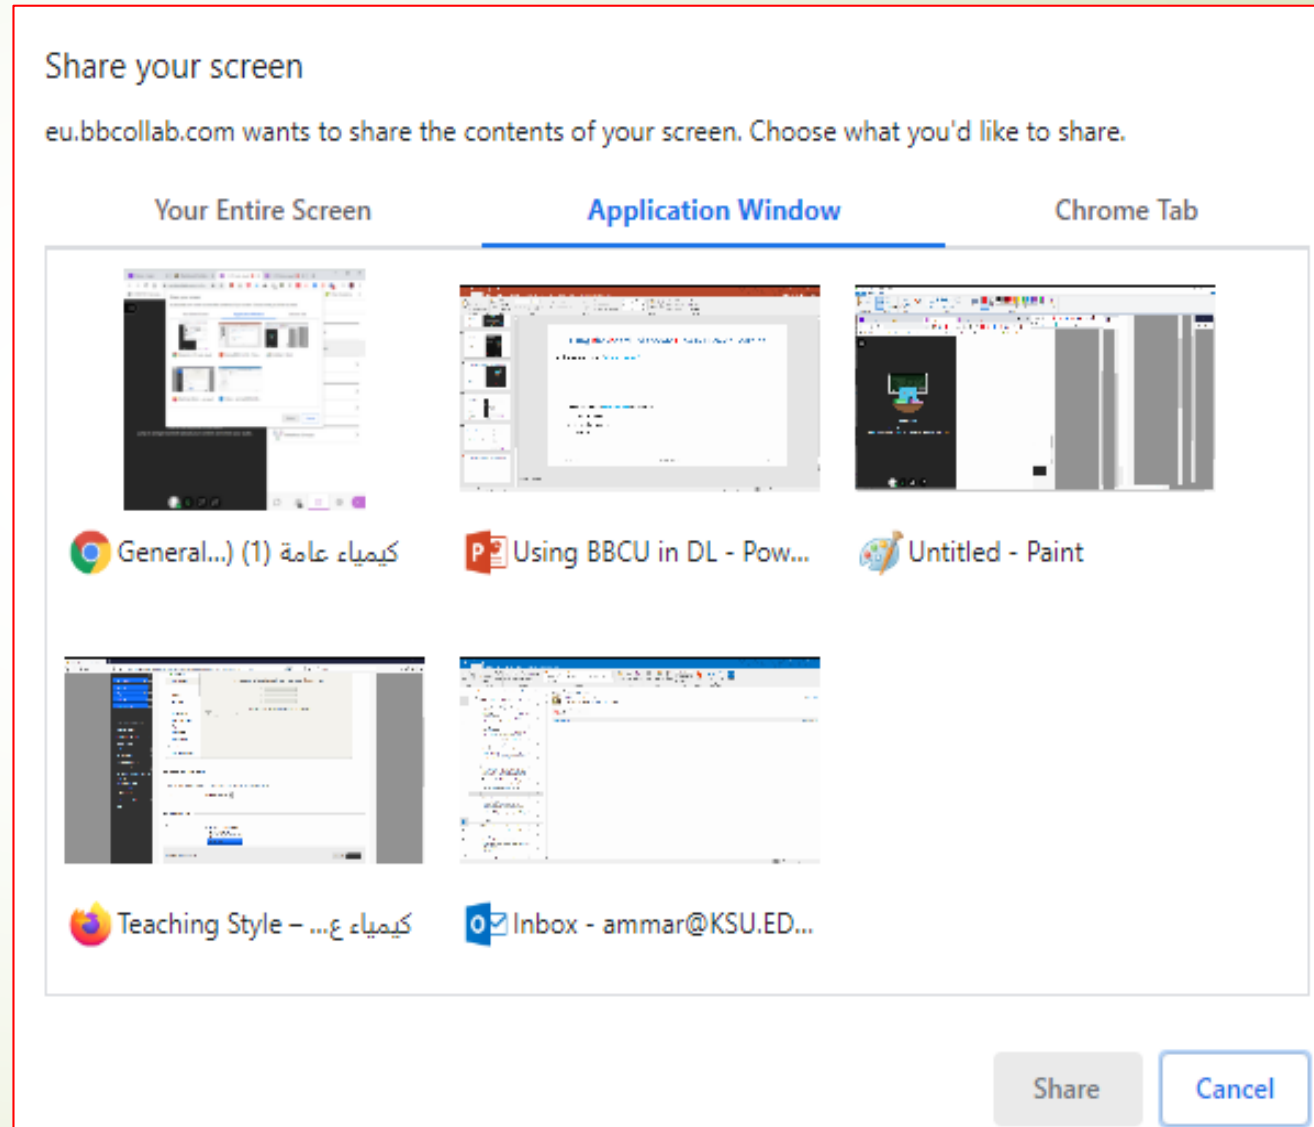 Share your screen
eu.bbcollab.com wants to share the contents of your screen. Choose what you'd like to share.
Your Entire Screen
Application Window
Chrome Tab
General...) (1) كيمياء عامة
Using BBCU in DL - Pow...
Untitled - Paint
Teaching Style – ...كيمياء ع
Inbox - ammar@KSU.ED...
Share
Cancel